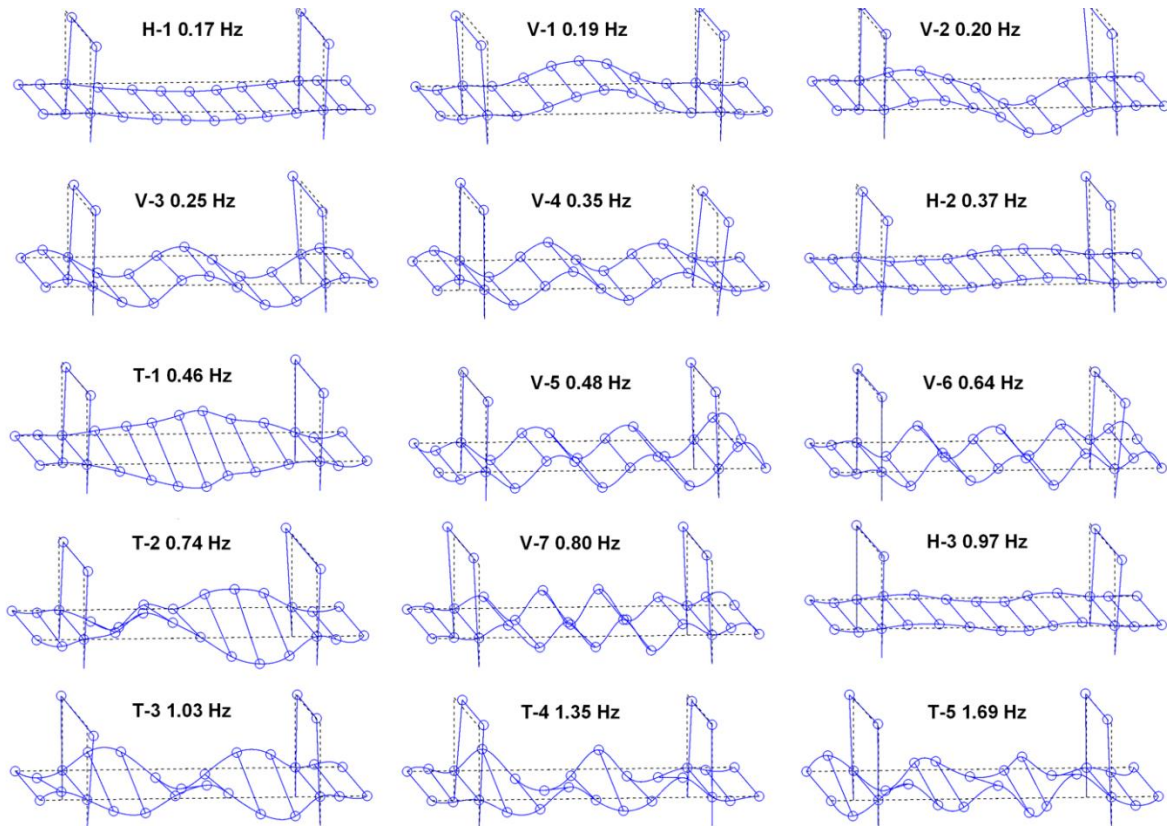 H-1 0.17 Hz
V-1 0.19 Hz
V-2 0.20 Hz
V-3 0.25 Hz
V-4 0.35 Hz
H-2 0.37 Hz
T-1 0.46 Hz
V-5 0.48 Hz
V-6 0.64 Hz
T-2 0.74 Hz
V-7 0.80 Hz
H-3 0.97 Hz
T-3 1.03 Hz
T-4 1.35 Hz
T-5 1.69 Hz